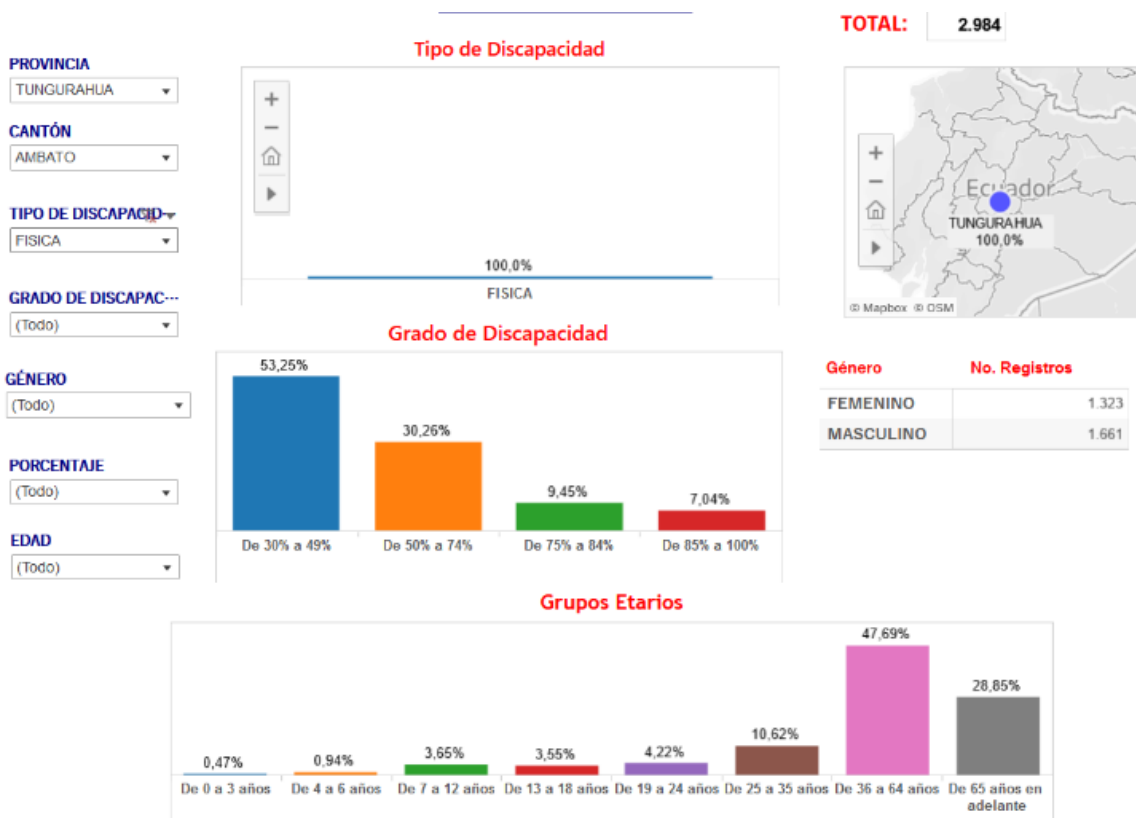 TOTAL: 2.984
Tipo de Discapacidad
PROVINCIA
TUNGURAHUA
CANTÓN
AMBATO
TIPO DE DISCAPACID
FISICA
GRADO DE DISCAPAC...
(Todo)
GÉNERO
(Todo)
PORCENTAJE
(Todo)
EDAD
(Todo)
100,0%
FISICA
Ecuador
TUNGURAHUA
100,0%
© Mapbox © OSM
Grado de Discapacidad
53,25%
30,26%
9,45%
7,04%
De 30% a 49% De 50% a 74% De 75% a 84% De 85% a 100%
Género No. Registros
FEMENINO 1.323
MASCULINO 1.661
Grupos Etarios
0,47% 0,94% 3,65% 3,55% 4,22% 10,62% 47,69% 28,85%
De 0 a 3 años De 4 a 6 años De 7 a 12 años De 13 a 18 años De 19 a 24 años De 25 a 35 años De 36 a 64 años De 65 años en
adelante